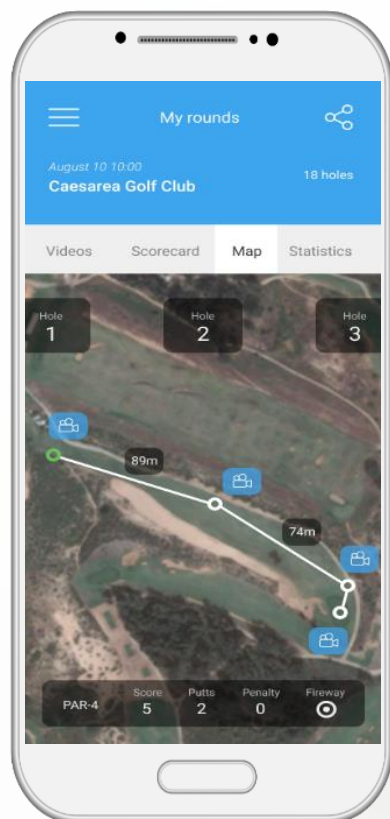 My rounds
August 10 10:00
Caesarea Golf Club
18 holes
Videos Scorecard Map Statistics
Hole Hole Hole
1 2 3
89m
74m
Score Putts Penalty Fireway
PAR-4 5 2 0